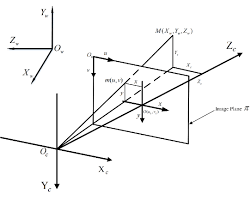 Y_w
M(X_w,Y_w,Z_w)
Z_w
O_w
X_w
Z_c
O
u
m(u,v)
x
y
x
y
Image Plane π
O_c
X_c
Y_c